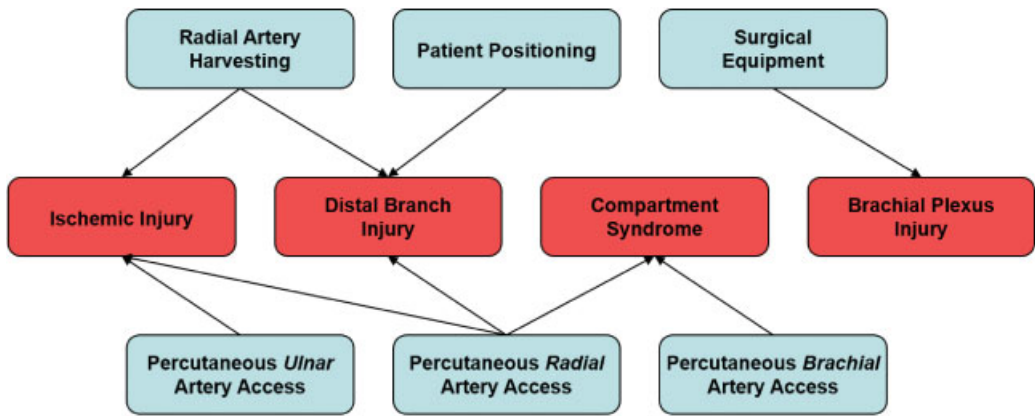 Radial Artery
Harvesting
Patient Positioning
Surgical
Equipment
Ischemic Injury
Distal Branch
Injury
Compartment
Syndrome
Brachial Plexus
Injury
Percutaneous Ulnar
Artery Access
Percutaneous Radial
Artery Access
Percutaneous Brachial
Artery Access